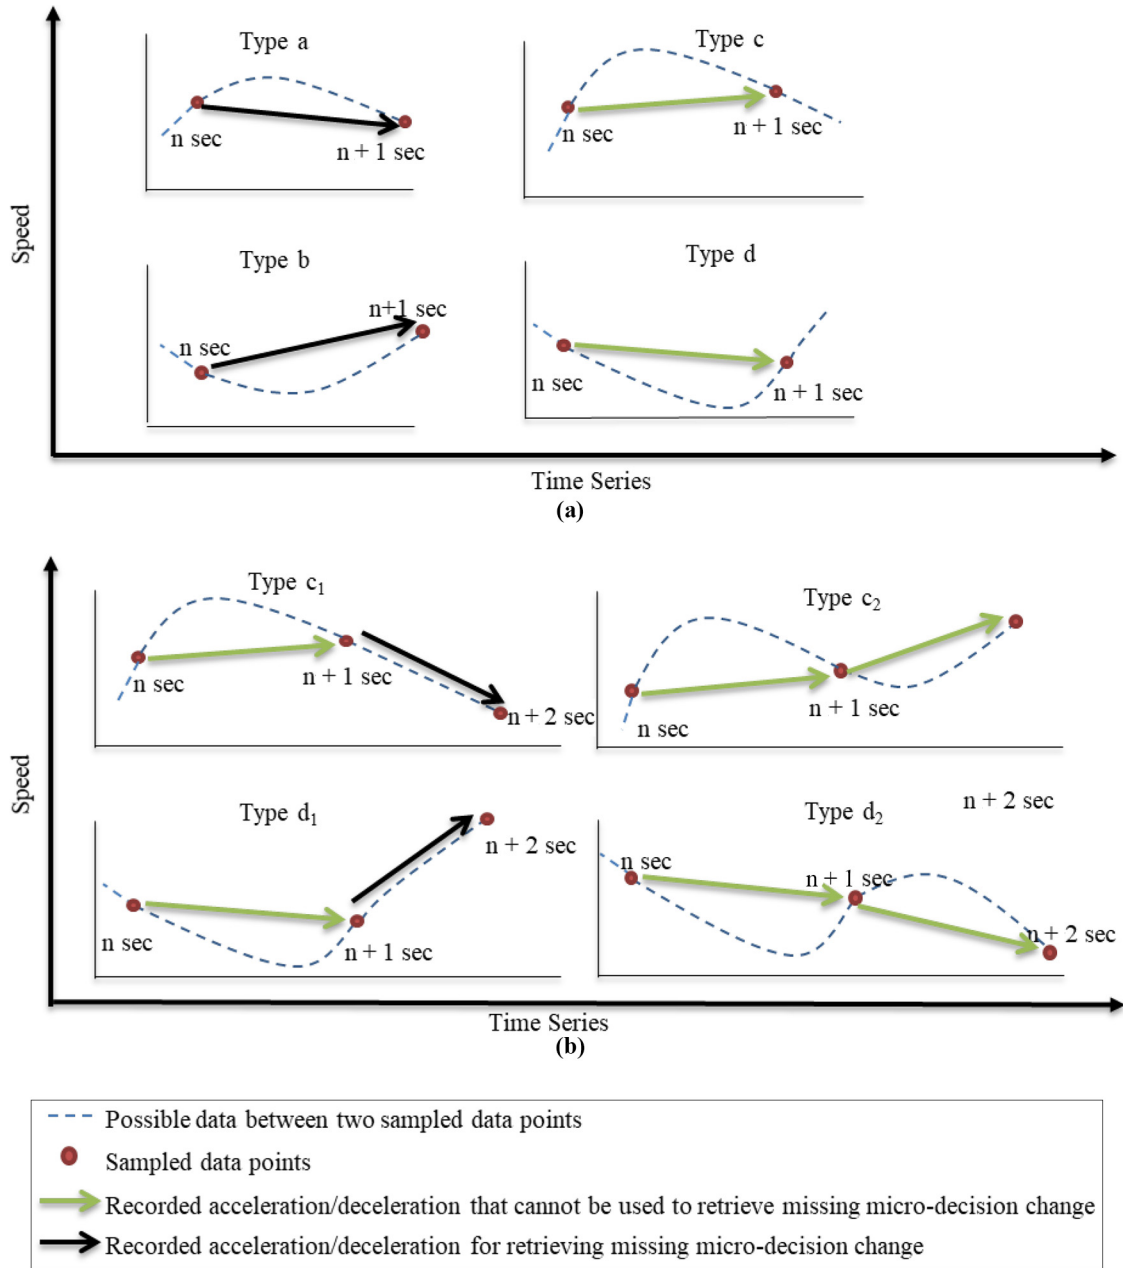 Type a
n sec
n + 1 sec
Type c
n sec
n + 1 sec
Type b
n sec
n+1 sec
Type d
n sec
n + 1 sec
Speed
Time Series
(a)
Type c₁
n sec
n + 1 sec
n + 2 sec
Type c₂
n sec
n + 1 sec
n + 2 sec
Type d₁
n sec
n + 1 sec
n + 2 sec
Type d₂
n sec
n + 1 sec
n + 2 sec
Speed
Time Series
(b)
Possible data between two sampled data points
Sampled data points
Recorded acceleration/deceleration that cannot be used to retrieve missing micro-decision change
Recorded acceleration/deceleration for retrieving missing micro-decision change